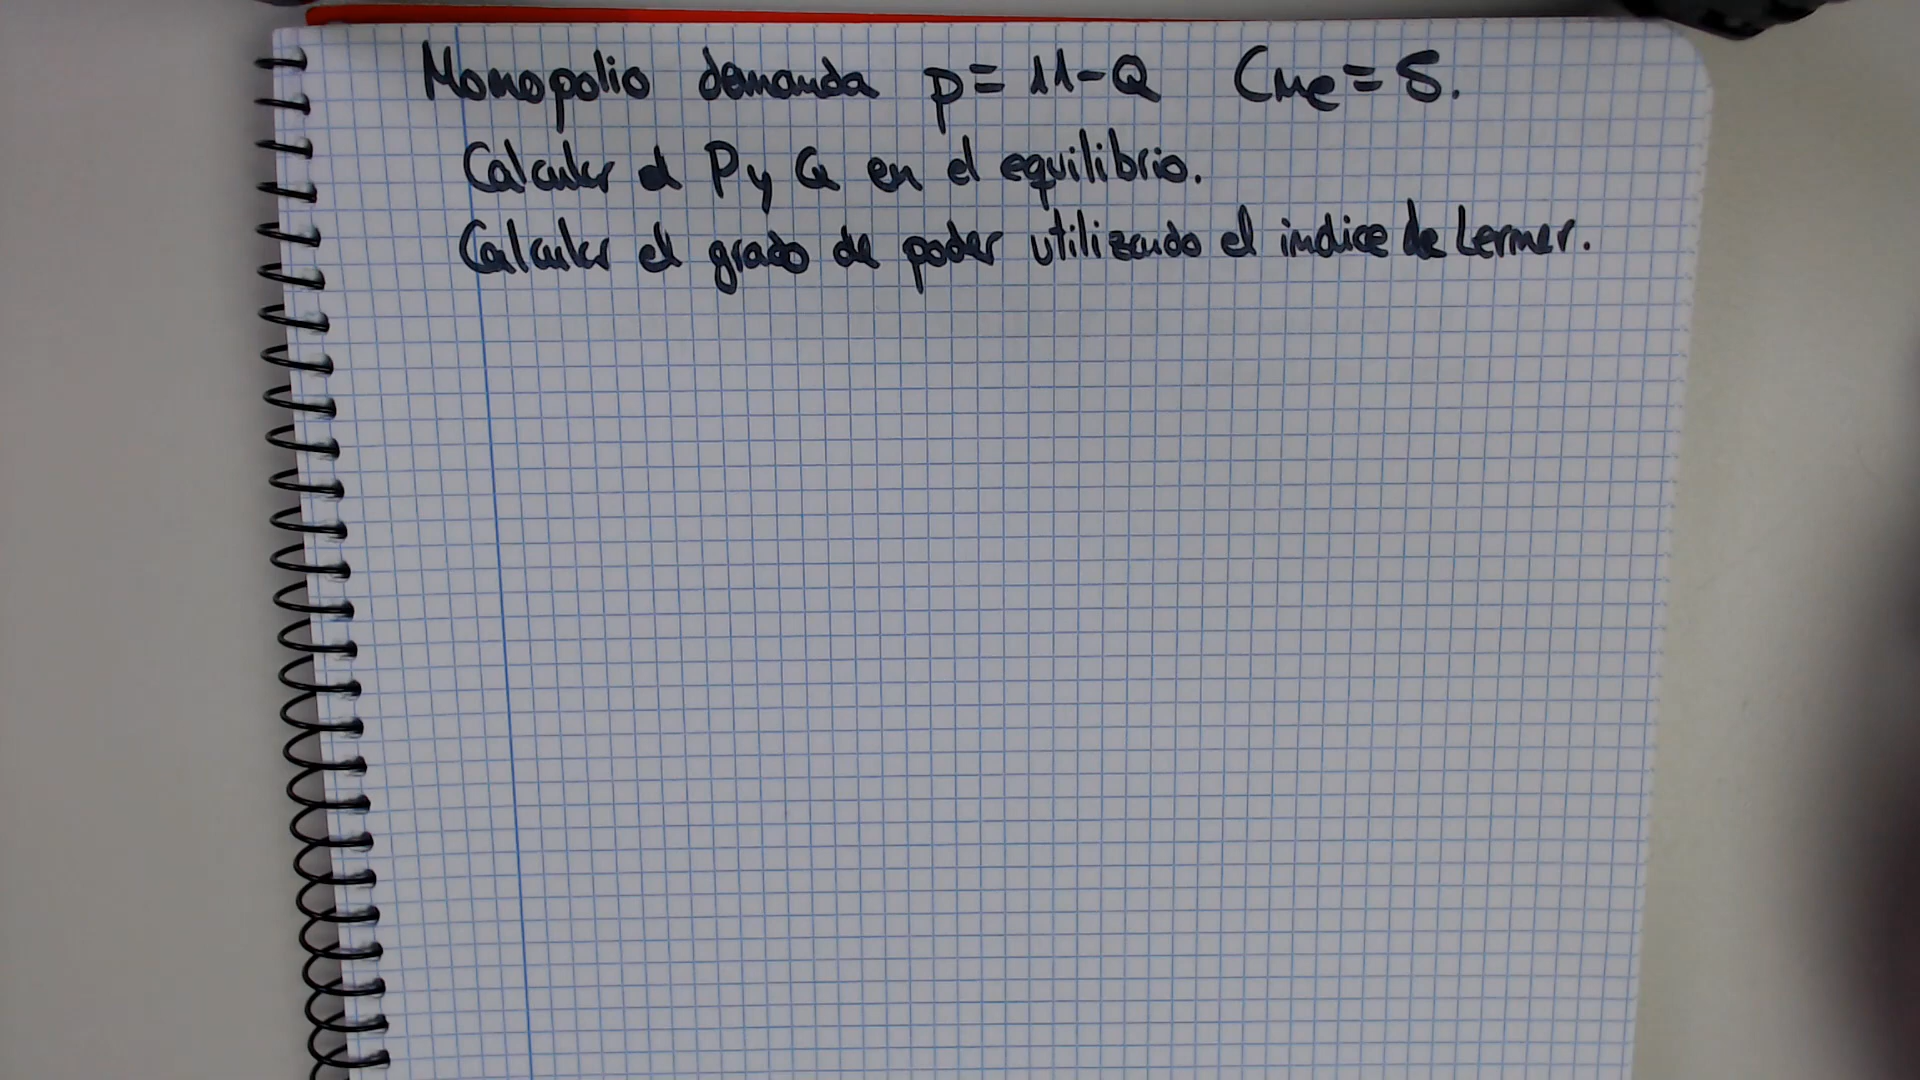 Monopolio demanda p = 11 - Q CMe = 5.
Calcular el P y Q en el equilibrio.
Calcular el grado de poder utilizando el indice de Lerner.